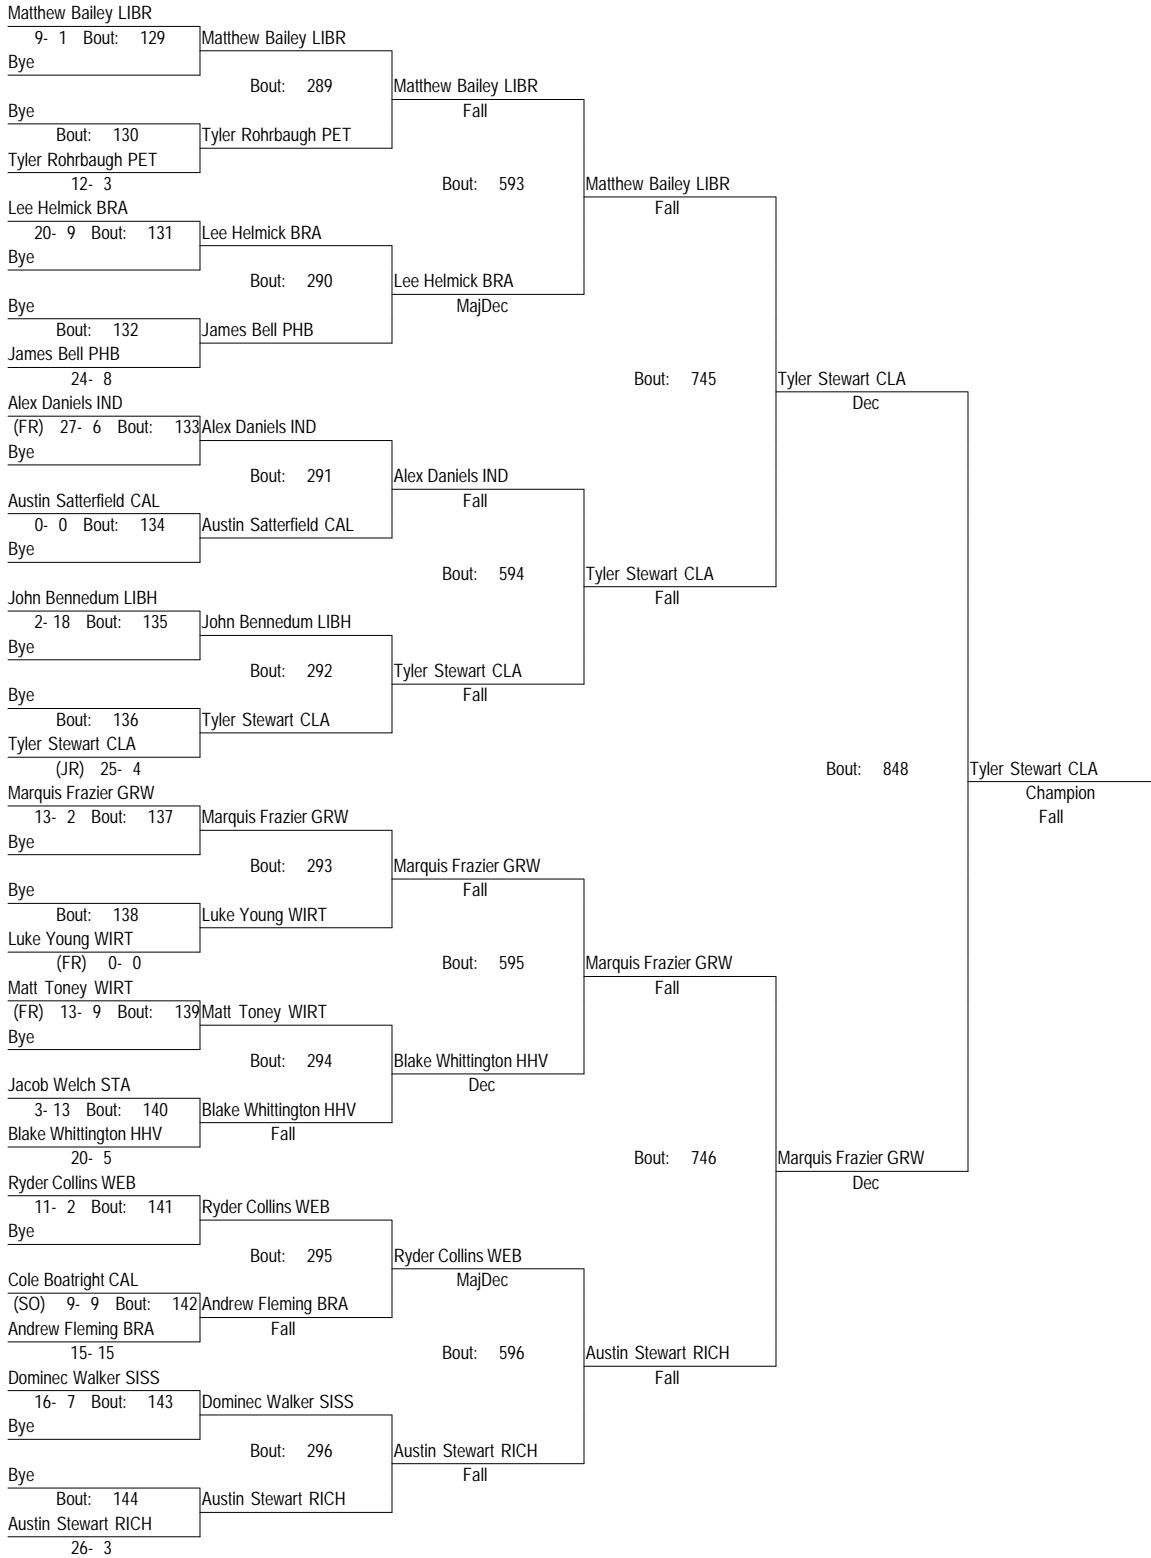 Matthew Bailey LIBR
9- 1 Bout: 129 Matthew Bailey LIBR
Bye
Bout: 289 Matthew Bailey LIBR
Bye Fall
Bout: 130 Tyler Rohrbaugh PET
Tyler Rohrbaugh PET
12- 3 Bout: 593 Matthew Bailey LIBR
Lee Helmick BRA Fall
20- 9 Bout: 131 Lee Helmick BRA
Bye
Bout: 290 Lee Helmick BRA
Bye MajDec
Bout: 132 James Bell PHB
James Bell PHB
24- 8 Bout: 745 Tyler Stewart CLA
Alex Daniels IND Dec
(FR) 27- 6 Bout: 133 Alex Daniels IND
Bye
Bout: 291 Alex Daniels IND
Austin Satterfield CAL Fall
0- 0 Bout: 134 Austin Satterfield CAL
Bye
Bout: 594 Tyler Stewart CLA
John Bennedum LIBH Fall
2- 18 Bout: 135 John Bennedum LIBH
Bye
Bout: 292 Tyler Stewart CLA
Bye Fall
Bout: 136 Tyler Stewart CLA
Tyler Stewart CLA
(JR) 25- 4 Bout: 848 Tyler Stewart CLA
Marquis Frazier GRW Champion
13- 2 Bout: 137 Marquis Frazier GRW Fall
Bye
Bout: 293 Marquis Frazier GRW
Bye Fall
Bout: 138 Luke Young WIRT
Luke Young WIRT
(FR) 0- 0 Bout: 595 Marquis Frazier GRW
Matt Toney WIRT Fall
(FR) 13- 9 Bout: 139 Matt Toney WIRT
Bye
Bout: 294 Blake Whittington HHV
Jacob Welch STA Dec
3- 13 Bout: 140 Blake Whittington HHV
Blake Whittington HHV Fall
20- 5 Bout: 746 Marquis Frazier GRW
Ryder Collins WEB Dec
11- 2 Bout: 141 Ryder Collins WEB
Bye
Bout: 295 Ryder Collins WEB
Cole Boatright CAL MajDec
(SO) 9- 9 Bout: 142 Andrew Fleming BRA
Andrew Fleming BRA Fall
15- 15 Bout: 596 Austin Stewart RICH
Dominec Walker SISS Fall
16- 7 Bout: 143 Dominec Walker SISS
Bye
Bout: 296 Austin Stewart RICH
Bye Fall
Bout: 144 Austin Stewart RICH
Austin Stewart RICH
26- 3